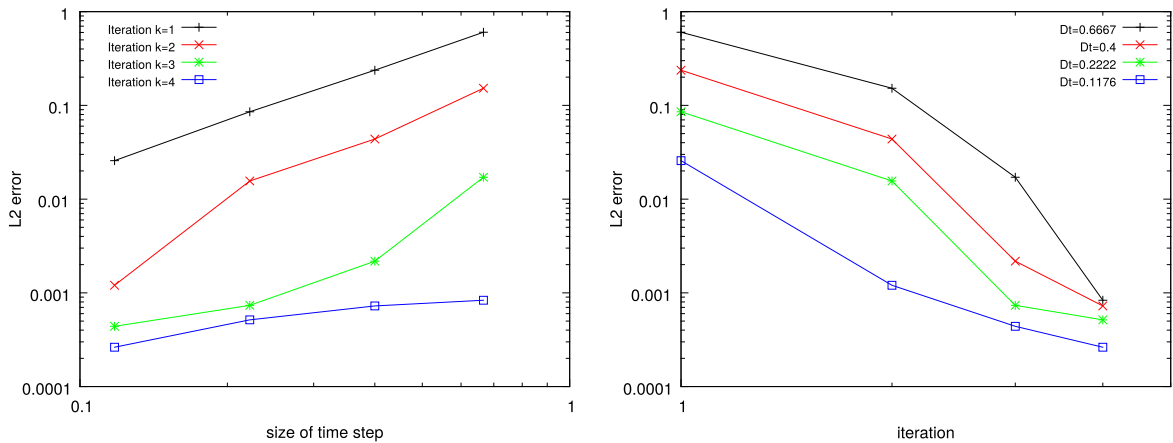 1
0.1
0.01
0.001
0.0001
L2 error
Iteration k=1
Iteration k=2
Iteration k=3
Iteration k=4
0.1
1
size of time step
1
0.1
0.01
0.001
0.0001
L2 error
Dt=0.6667
Dt=0.4
Dt=0.2222
Dt=0.1176
1
iteration